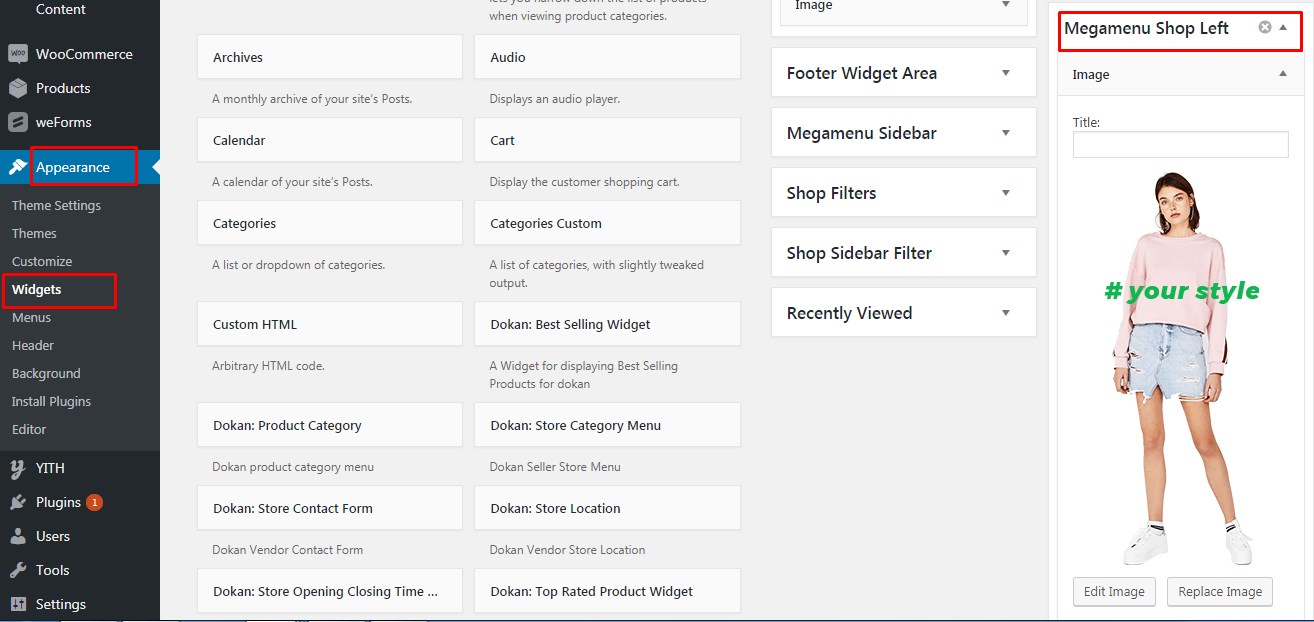 Content
WooCommerce
Products
weForms
Appearance
Theme Settings
Themes
Customize
Widgets
Menus
Header
Background
Install Plugins
Editor
YITH
Plugins 1
Users
Tools
Settings
lets you narrow down the list of products
when viewing product categories.
Archives
Audio
A monthly archive of your site's Posts.
Displays an audio player.
Calendar
Cart
A calendar of your site's Posts.
Display the customer shopping cart.
Categories
Categories Custom
A list or dropdown of categories.
A list of categories, with slightly tweaked
output.
Custom HTML
Dokan: Best Selling Widget
Arbitrary HTML code.
A Widget for displaying Best Selling
Products for dokan
Dokan: Product Category
Dokan: Store Category Menu
Dokan product category menu
Dokan Seller Store Menu
Dokan: Store Contact Form
Dokan: Store Location
Dokan Vendor Contact Form
Dokan Vendor Store Location
Dokan: Store Opening Closing Time ...
Dokan: Top Rated Product Widget
Image
Footer Widget Area
Megamenu Sidebar
Shop Filters
Shop Sidebar Filter
Recently Viewed
Megamenu Shop Left
Image
Title:
# your style
Edit Image
Replace Image